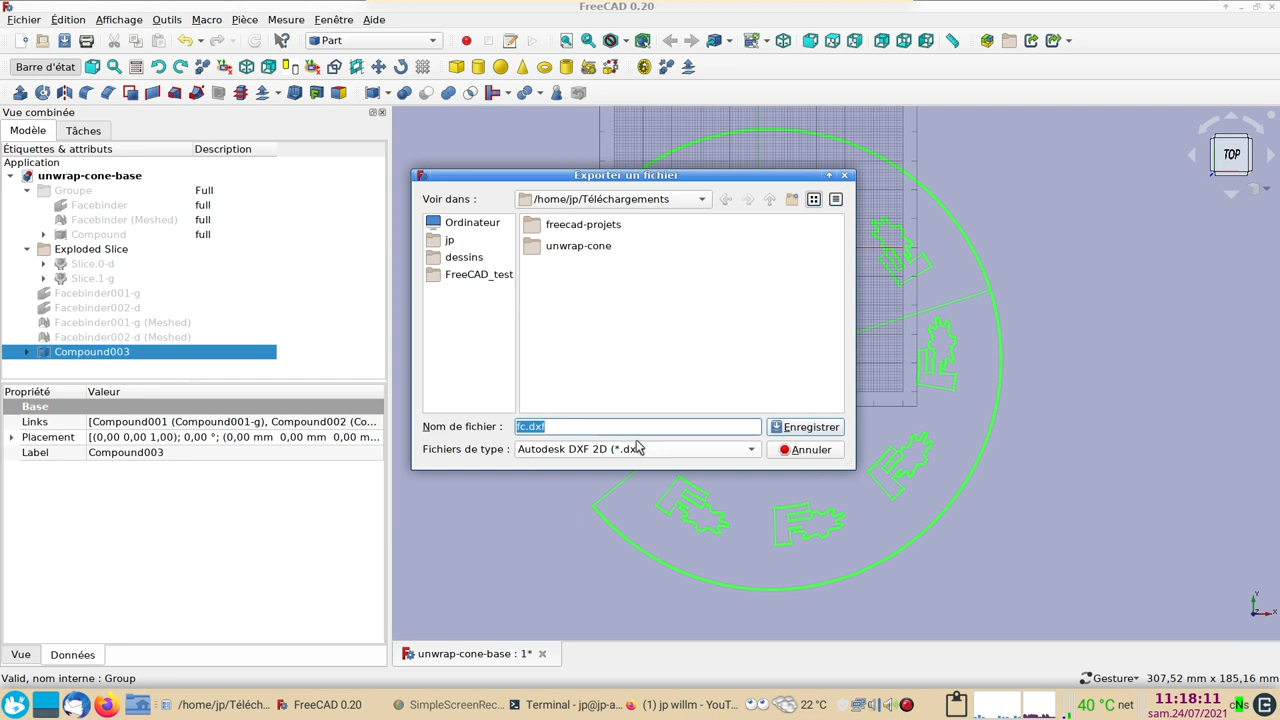 FreeCAD 0.20
Fichier Édition Affichage Outils Macro Pièce Mesure Fenêtre Aide
Part
Barre d'état
Vue combinée
Modèle Tâches
Étiquettes & attributs Description
Application
unwrap-cone-base
Groupe Full
Facebinder full
Facebinder (Meshed) full
Compound full
Exploded Slice
Slice.0-d
Slice.1-g
Facebinder001-g
Facebinder002-d
Facebinder001-g (Meshed)
Facebinder002-d (Meshed)
Compound003
Propriété Valeur
Base
Links [Compound001 (Compound001-g), Compound002 (Co...
Placement [(0,00 0,00 1,00); 0,00 °; (0,00 mm 0,00 mm 0,00 m...
Label Compound003
Vue Données
Exporter un fichier
Voir dans : /home/jp/Téléchargements
Ordinateur
jp
dessins
FreeCAD_test
freecad-projets
unwrap-cone
Nom de fichier : fc.dxf Enregistrer
Fichiers de type : Autodesk DXF 2D (*.dx Annuler
TOP
Y
X
unwrap-cone-base : 1*
Valid, nom interne : Group Gesture 307,52 mm x 185,16 mm
/home/jp/Téléch... FreeCAD 0.20 SimpleScreenRec... Terminal - jp@jp-a... (1) jp willm - YouT... 22 °C 40 °C net 11:18:11 cNs
sam.24/07/2021